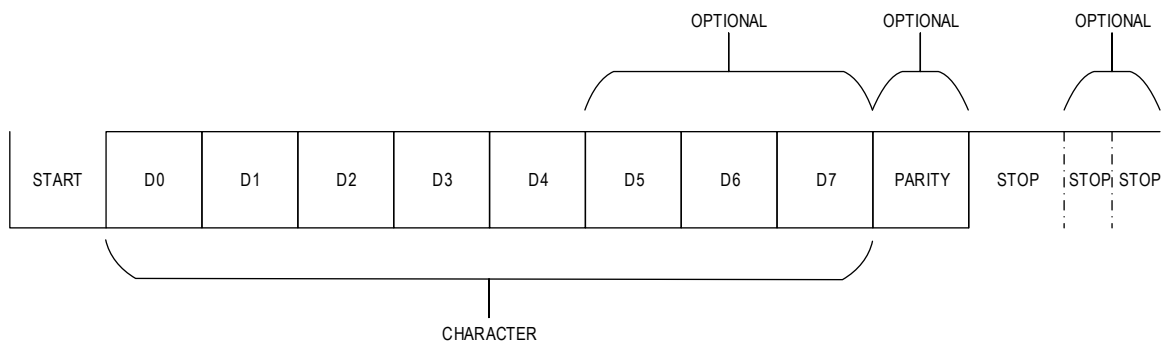 OPTIONAL OPTIONAL OPTIONAL
START D0 D1 D2 D3 D4 D5 D6 D7 PARITY STOP STOP STOP
CHARACTER